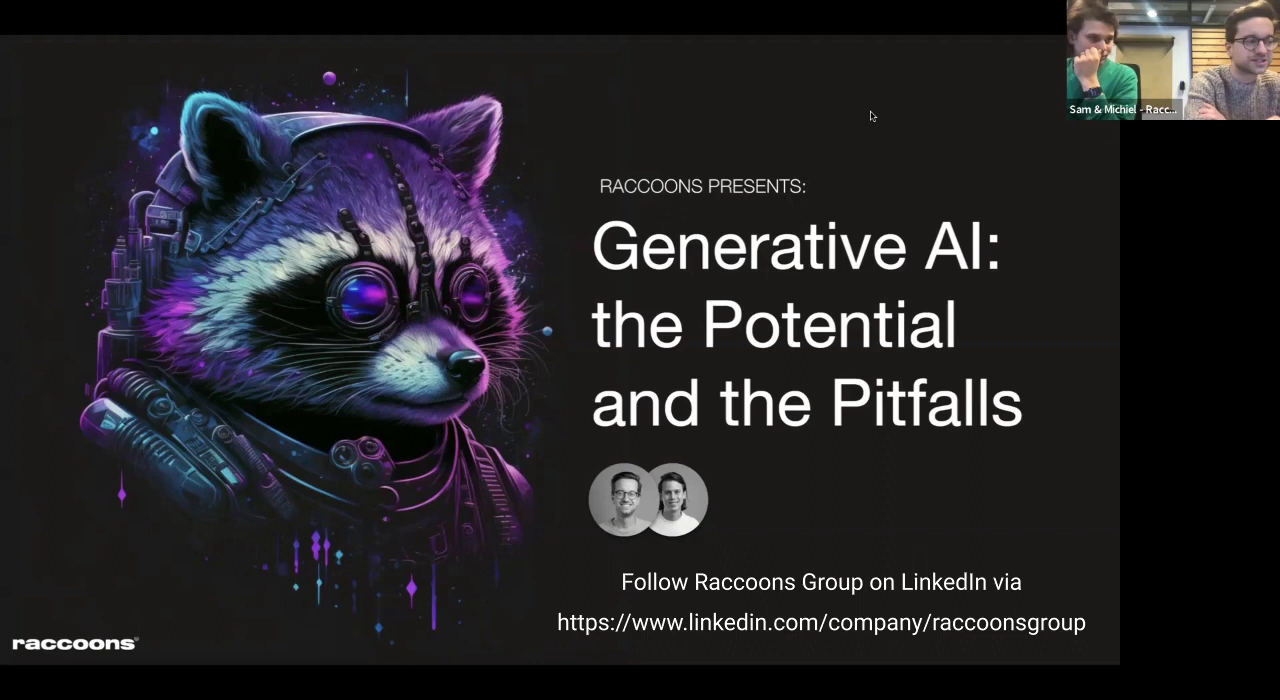 Sam & Michiel - Racc...
RACCOONS PRESENTS:
Generative AI:
the Potential
and the Pitfalls
Follow Raccoons Group on LinkedIn via
https://www.linkedin.com/company/raccoonsgroup
raccoons